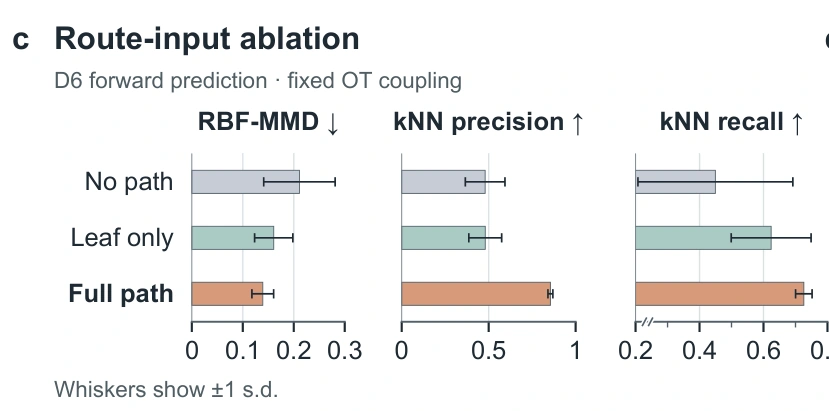 c Route-input ablation
D6 forward prediction · fixed OT coupling
RBF-MMD ↓ kNN precision ↑ kNN recall ↑
No path
Leaf only
Full path
0 0.1 0.2 0.3 0 0.5 1 0.2 0.4 0.6
Whiskers show ±1 s.d.